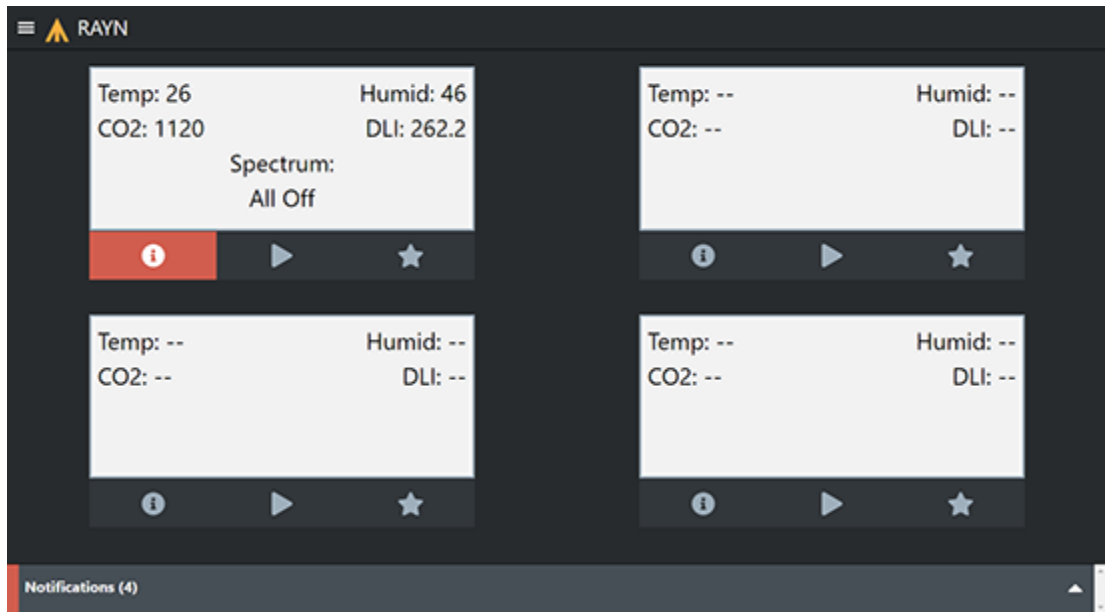 RAYN
Temp: 26 Humid: 46
CO2: 1120 DLI: 262.2
Spectrum:
All Off
Temp: -- Humid: --
CO2: -- DLI: --
Temp: -- Humid: --
CO2: -- DLI: --
Temp: -- Humid: --
CO2: -- DLI: --
Notifications (4)